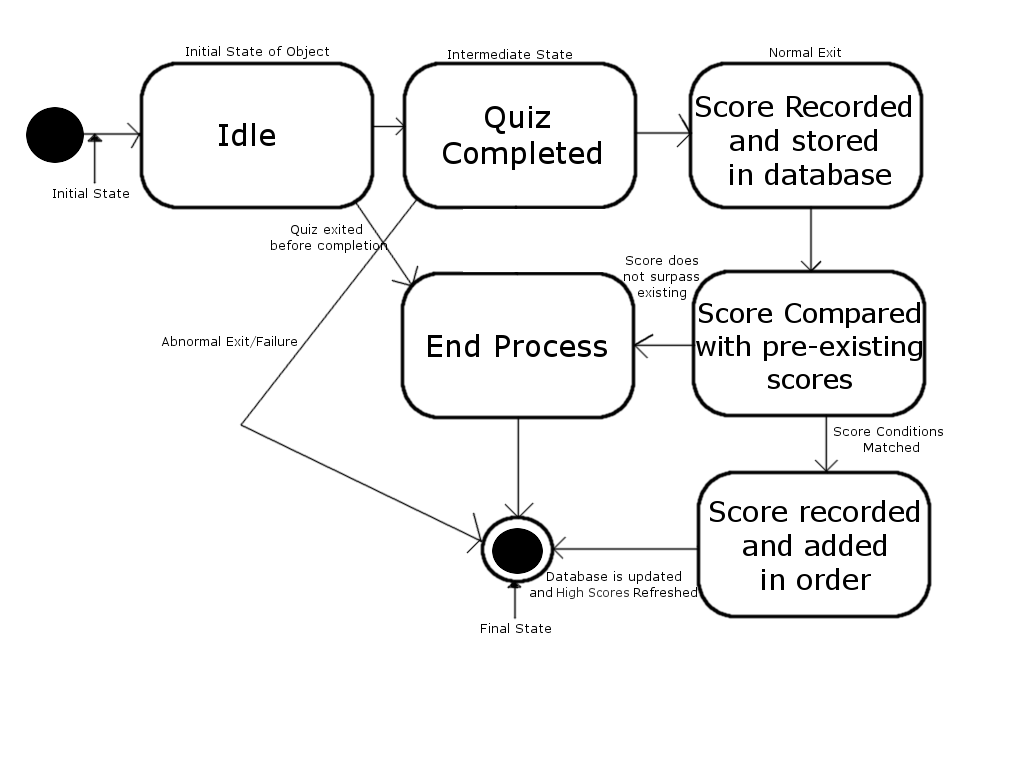 Initial State of Object
Intermediate State
Normal Exit
Idle
Quiz
Completed
Score Recorded
and stored
in database
Initial State
Quiz exited
before completion
Score does
not surpass
existing
Abnormal Exit/Failure
End Process
Score Compared
with pre-existing
scores
Score Conditions
Matched
Score recorded
and added
in order
Database is updated
and High Scores Refreshed
Final State